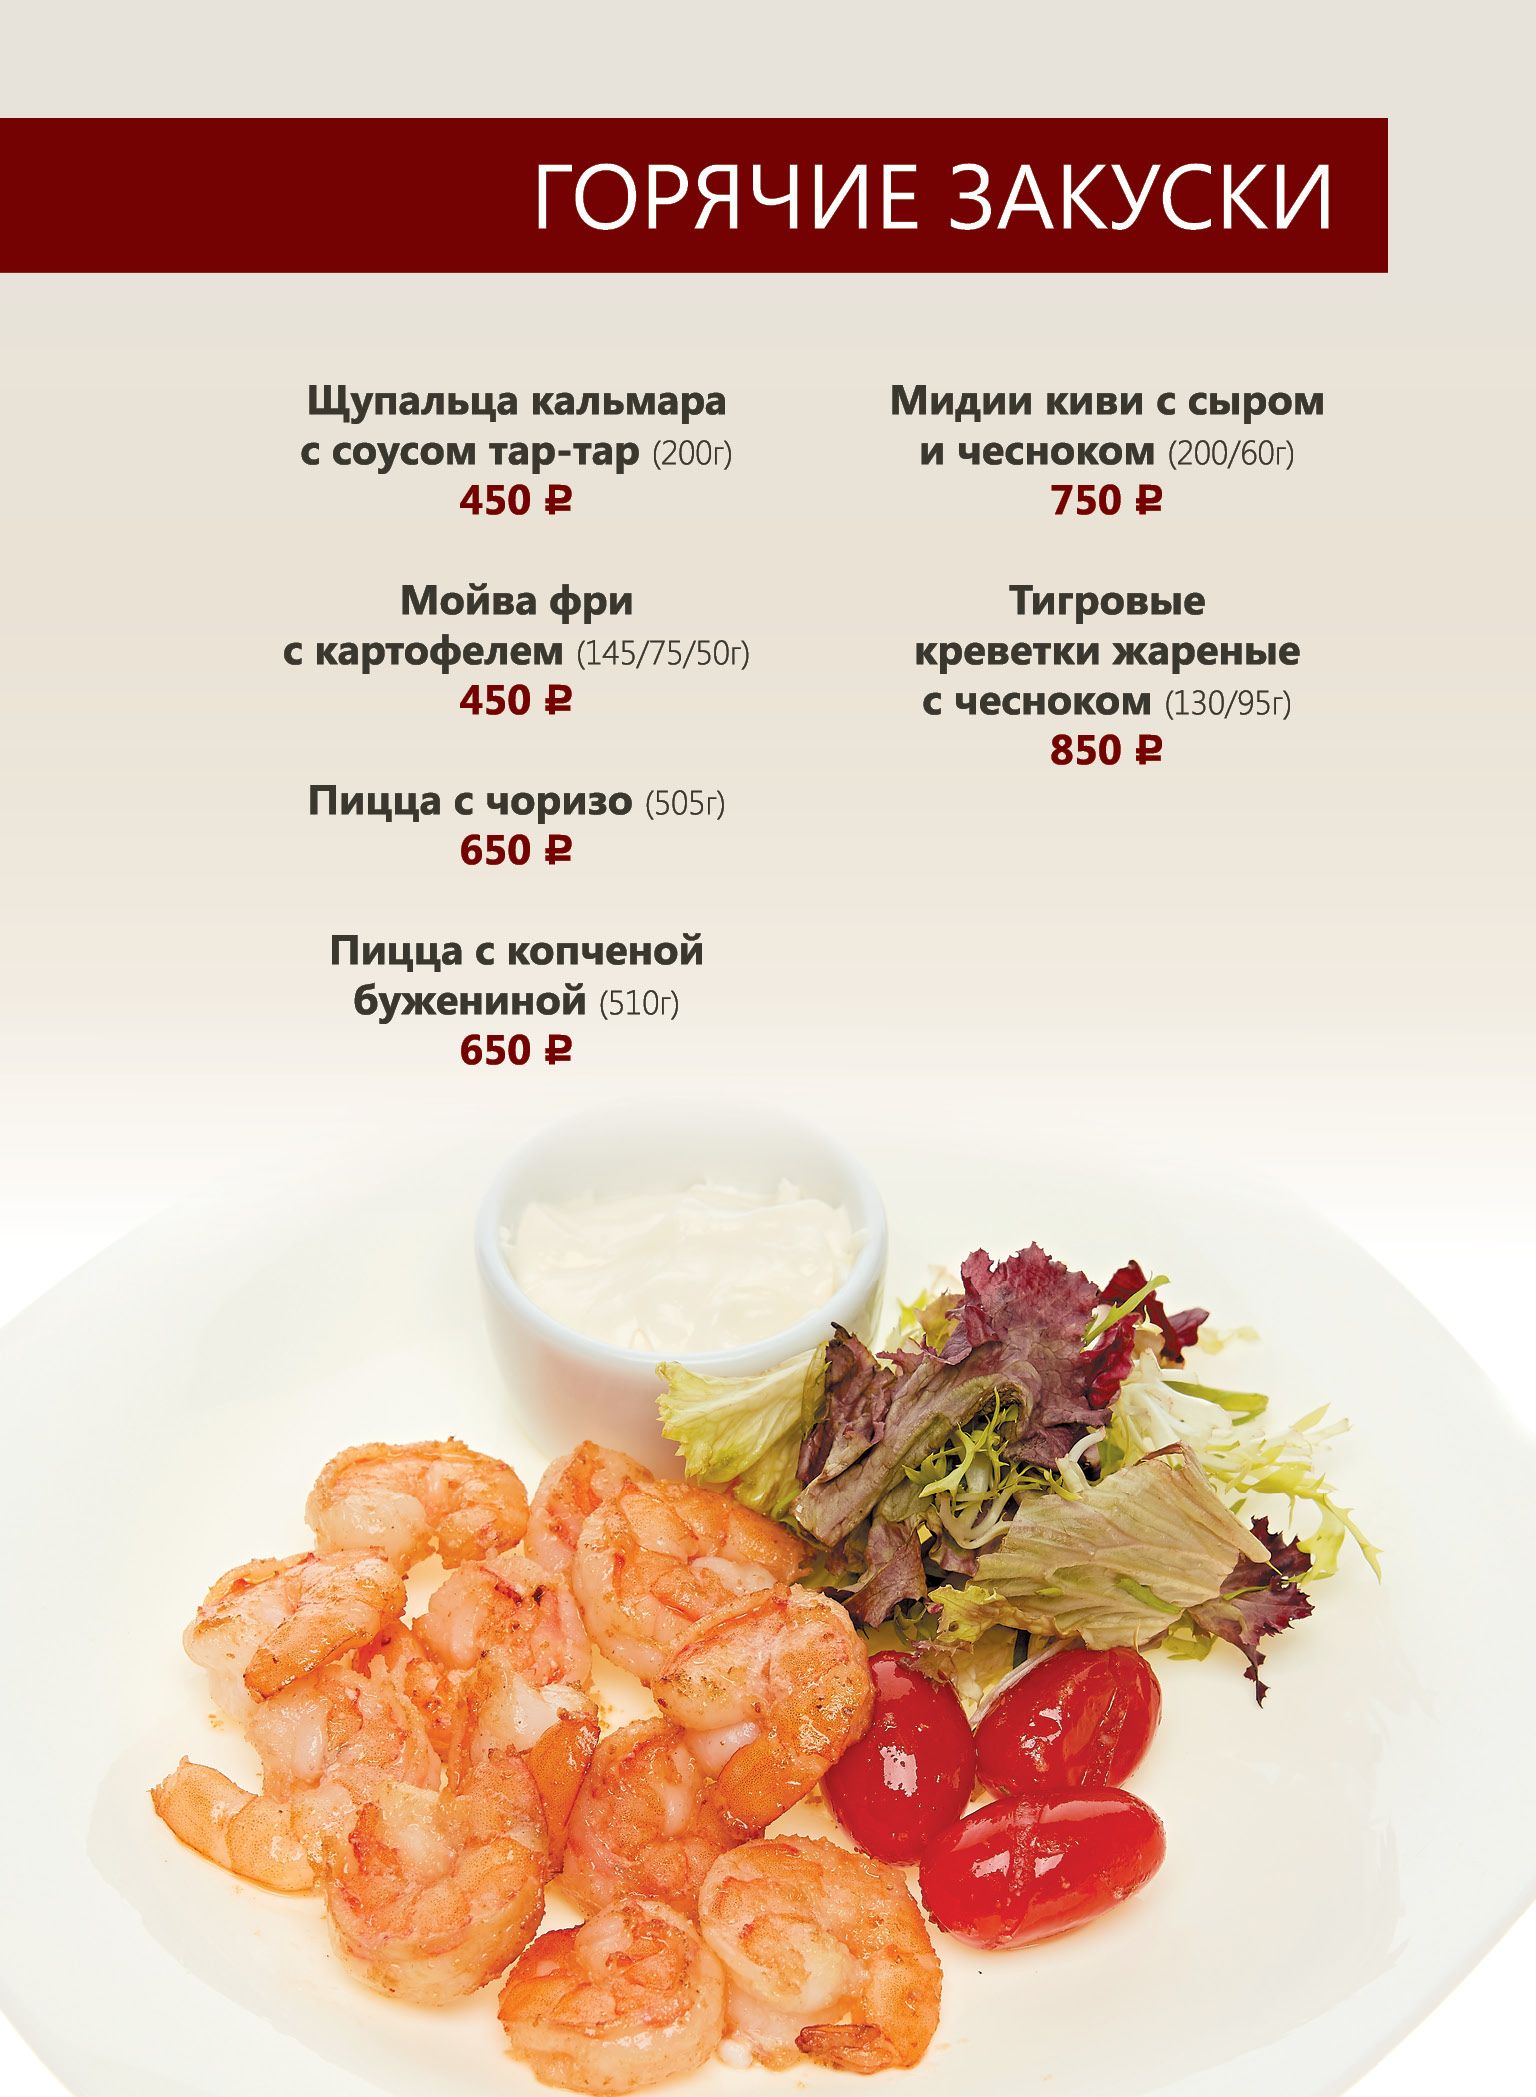 ГОРЯЧИЕ ЗАКУСКИ
Щупальца кальмара
с соусом тар-тар (200г)
450 ₽
Мойва фри
с картофелем (145/75/50г)
450 ₽
Пицца с чоризо (505г)
650 ₽
Пицца с копченой
бужениной (510г)
650 ₽
Мидии киви с сыром
и чесноком (200/60г)
750 ₽
Тигровые
креветки жареные
с чесноком (130/95г)
850 ₽